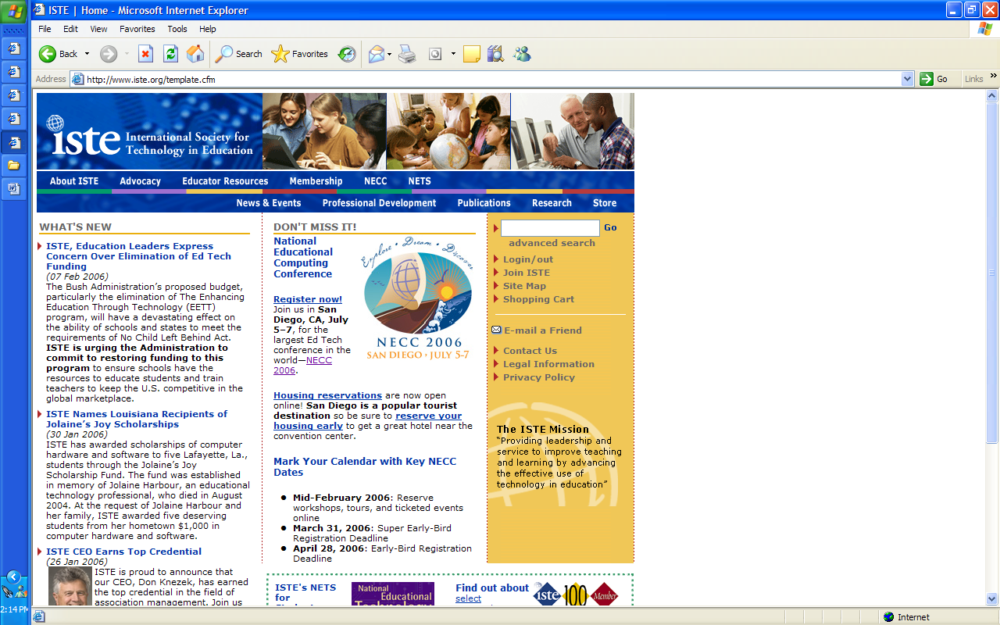 ISTE | Home - Microsoft Internet Explorer
File Edit View Favorites Tools Help
Back Search Favorites
Address http://www.iste.org/template.cfm Go Links »
iste International Society for
Technology in Education
About ISTE Advocacy Educator Resources Membership NECC NETS
News & Events Professional Development Publications Research Store
WHAT'S NEW
ISTE, Education Leaders Express
Concern Over Elimination of Ed Tech
Funding
(07 Feb 2006)
The Bush Administration's proposed budget,
particularly the elimination of The Enhancing
Education Through Technology (EETT)
program, will have a devastating effect on
the ability of schools and states to meet the
requirements of No Child Left Behind Act.
ISTE is urging the Administration to
commit to restoring funding to this
program to ensure schools have the
resources to educate students and train
teachers to keep the U.S. competitive in the
global marketplace.
ISTE Names Louisiana Recipients of
Jolaine's Joy Scholarships
(30 Jan 2006)
ISTE has awarded scholarships of computer
hardware and software to five Lafayette, La.,
students through the Jolaine's Joy
Scholarship Fund. The fund was established
in memory of Jolaine Harbour, an educational
technology professional, who died in August
2004. At the request of Jolaine Harbour and
her family, ISTE awarded five deserving
students from her hometown $1,000 in
computer hardware and software.
ISTE CEO Earns Top Credential
(26 Jan 2006)
ISTE is proud to announce that
our CEO, Don Knezek, has earned
the top credential in the field of
association management. Join us
DON'T MISS IT!
National
Educational
Computing
Conference
Explore • Dream • Discover
NECC 2006
SAN DIEGO • JULY 5-7
Register now!
Join us in San
Diego, CA, July
5–7, for the
largest Ed Tech
conference in the
world—NECC
2006.
Housing reservations are now open
online! San Diego is a popular tourist
destination so be sure to reserve your
housing early to get a great hotel near the
convention center.
Mark Your Calendar with Key NECC
Dates
• Mid-February 2006: Reserve
workshops, tours, and ticketed events
online
• March 31, 2006: Super Early-Bird
Registration Deadline
• April 28, 2006: Early-Bird Registration
Deadline
ISTE's NETS
for
National
Educational
Technology
Find out about
select
iste 100 Member
Go
advanced search
Login/out
Join ISTE
Site Map
Shopping Cart
E-mail a Friend
Contact Us
Legal Information
Privacy Policy
The ISTE Mission
“Providing leadership and
service to improve teaching
and learning by advancing
the effective use of
technology in education”
2:14 PM
Internet